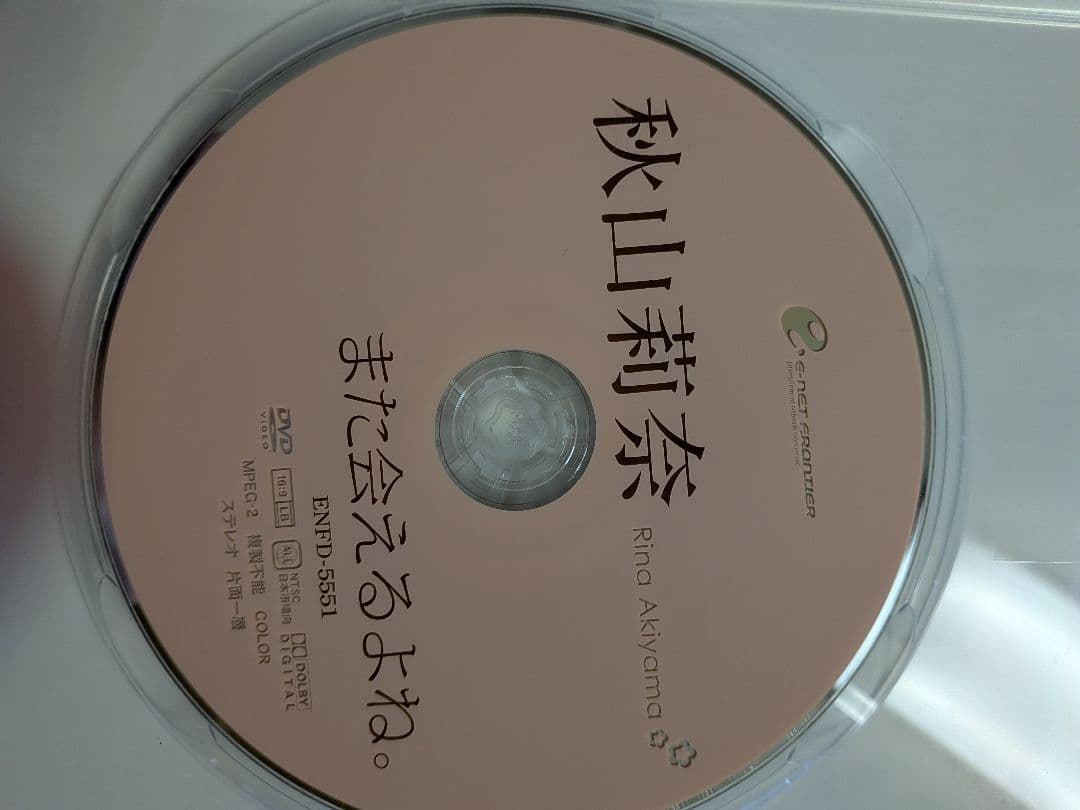 e-NET FRONTIER
秋山莉奈
Rina Akiyama
また会えるよね。
ENFD-5551
DVD
VIDEO
16:9 LB
ALL
NTSC
日本市場向
DOLBY
DIGITAL
MPEG-2 複製不能 COLOR
ステレオ 片面一層